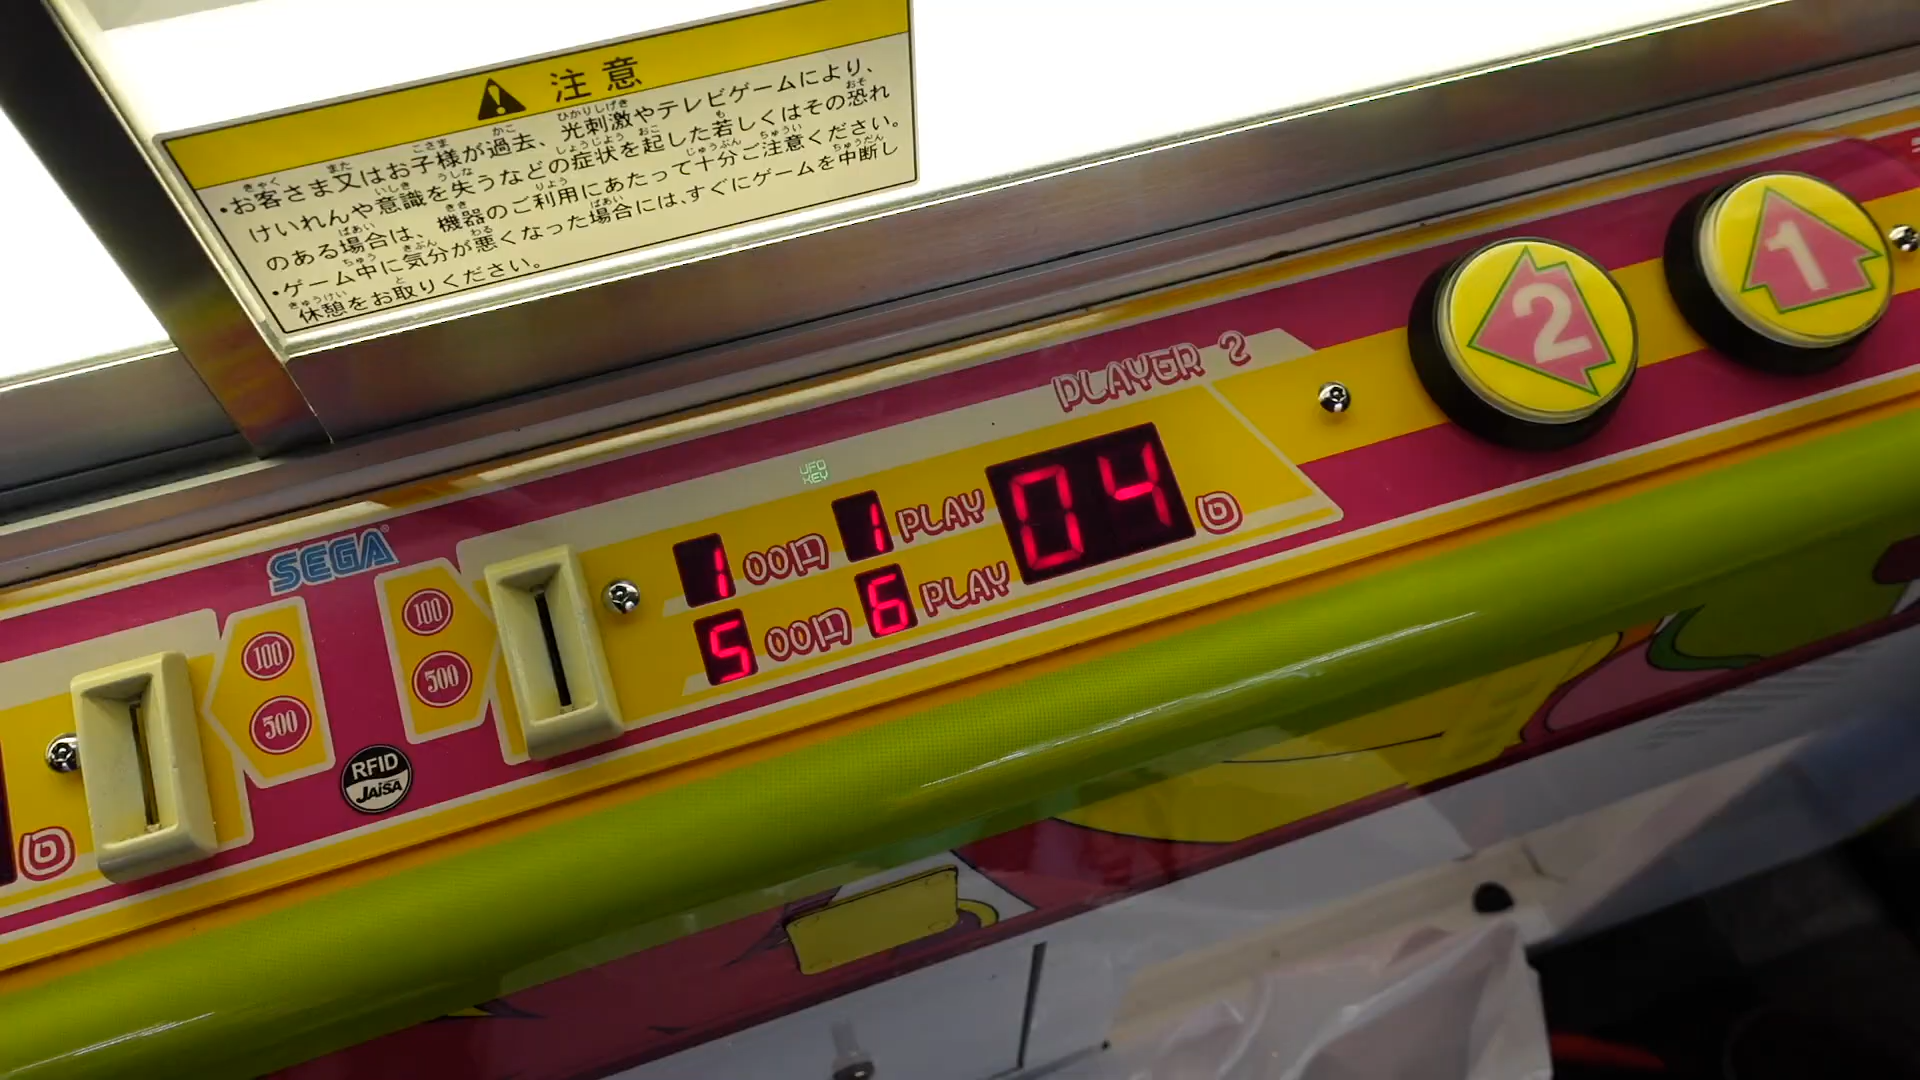 注意
・お客さま又はお子様が過去、光刺激やテレビゲームにより、
けいれんや意識を失うなどの症状を起した若しくはその恐れ
のある場合は、機器のご利用にあたって十分ご注意ください。
・ゲーム中に気分が悪くなった場合には、すぐにゲームを中断し
休憩をお取りください。
PLAYER 2
2
1
UFO
KEY
SEGA
100
500
100
500
1 00円 1 PLAY
5 00円 6 PLAY
04
RFID
JAISA